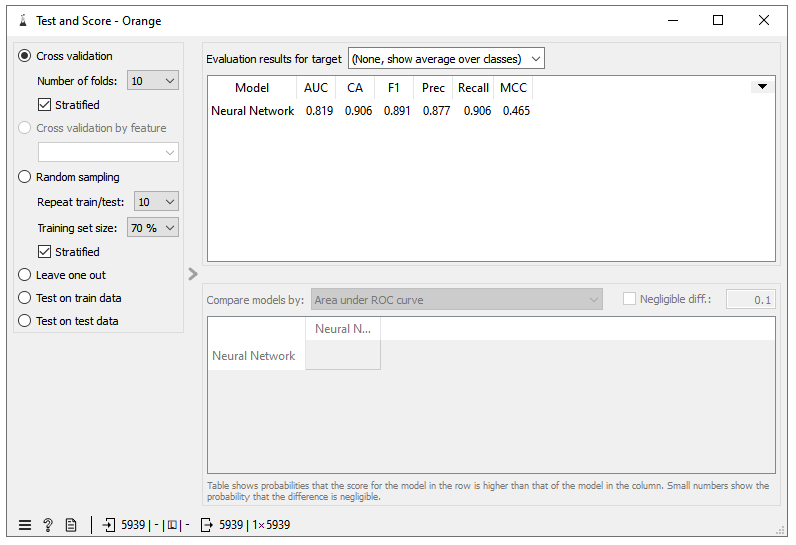 Test and Score - Orange
Cross validation
Number of folds: 10
Stratified
Cross validation by feature
Random sampling
Repeat train/test: 10
Training set size: 70 %
Stratified
Leave one out
Test on train data
Test on test data
Evaluation results for target (None, show average over classes)
Model AUC CA F1 Prec Recall MCC
Neural Network 0.819 0.906 0.891 0.877 0.906 0.465
Compare models by: Area under ROC curve Negligible diff.: 0.1
Neural N...
Neural Network
Table shows probabilities that the score for the model in the row is higher than that of the model in the column. Small numbers show the
probability that the difference is negligible.
5939 | - | | - 5939 | 1×5939